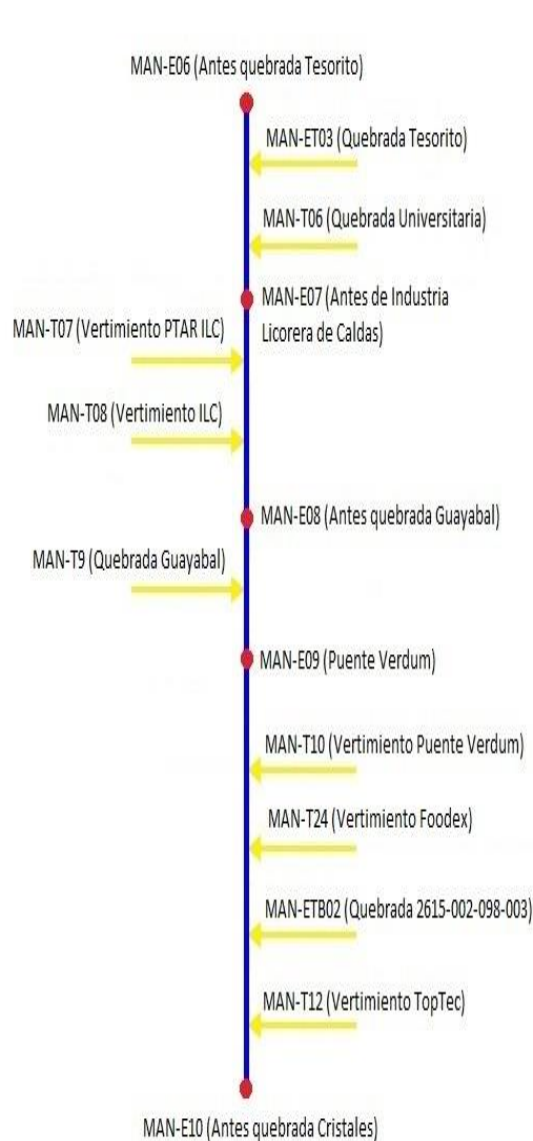 MAN-E06 (Antes quebrada Tesorito)
MAN-ET03 (Quebrada Tesorito)
MAN-T06 (Quebrada Universitaria)
MAN-E07 (Antes de Industria
Licorera de Caldas)
MAN-T07 (Vertimiento PTAR ILC)
MAN-T08 (Vertimiento ILC)
MAN-E08 (Antes quebrada Guayabal)
MAN-T9 (Quebrada Guayabal)
MAN-E09 (Puente Verdum)
MAN-T10 (Vertimiento Puente Verdum)
MAN-T24 (Vertimiento Foodex)
MAN-ETB02 (Quebrada 2615-002-098-003)
MAN-T12 (Vertimiento TopTec)
MAN-E10 (Antes quebrada Cristales)